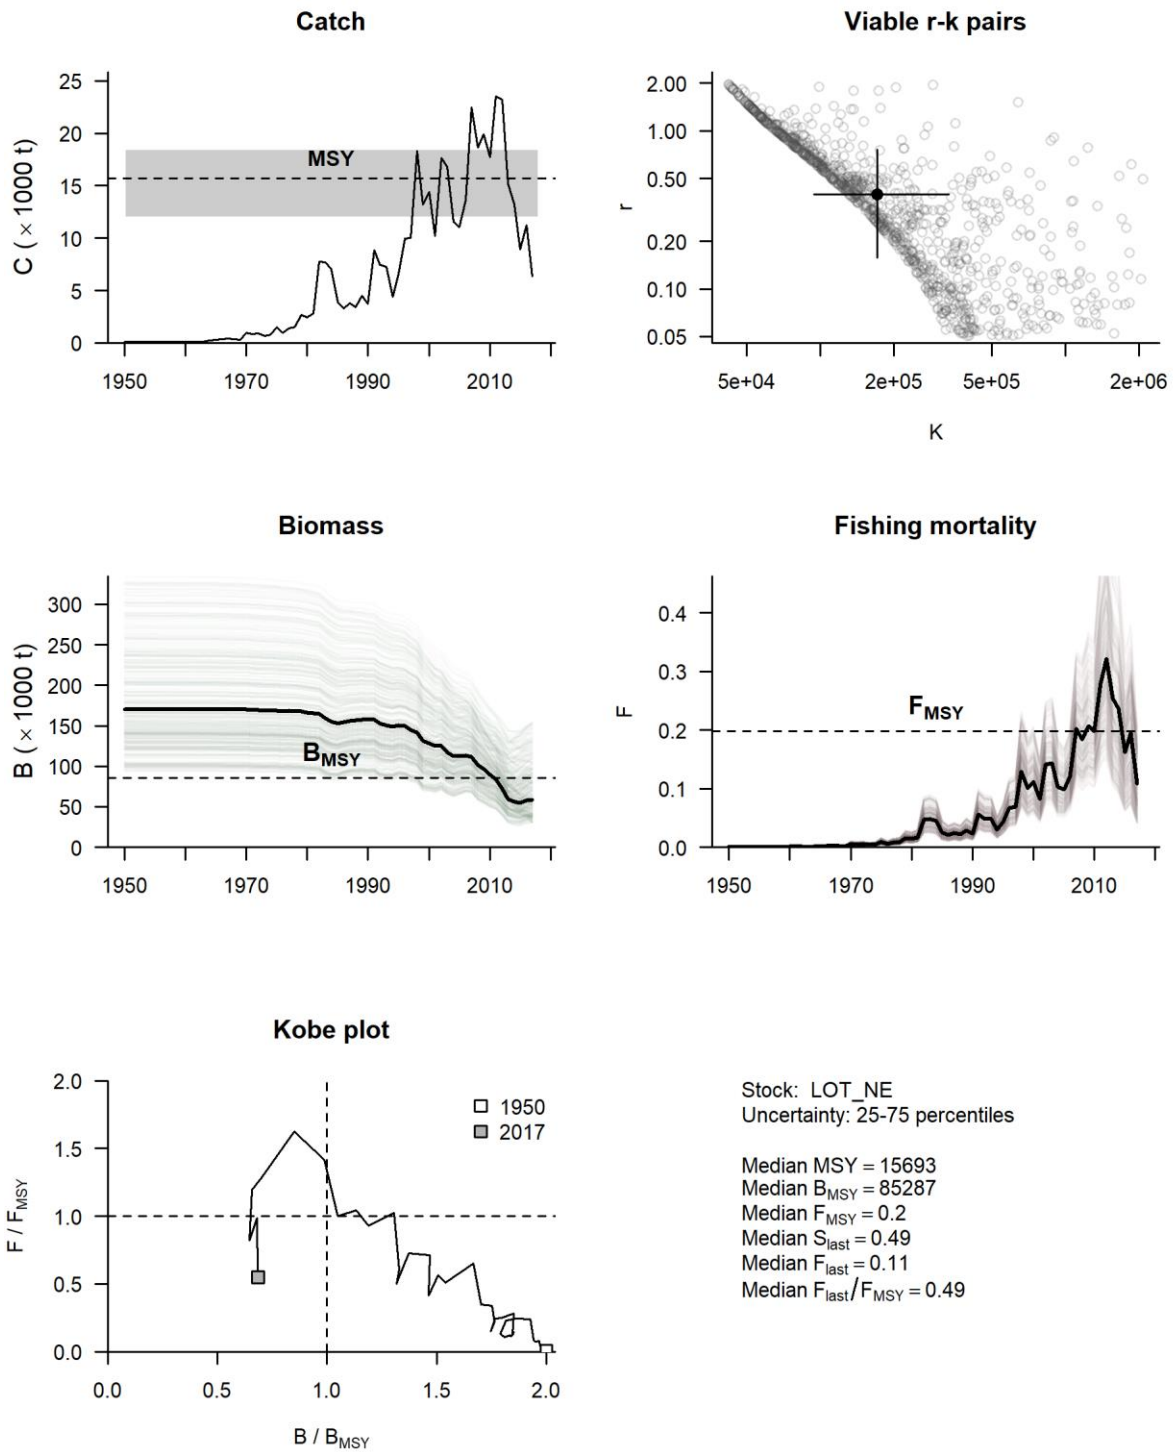 Catch
C ( × 1000 t)
25
20
15
10
5
0
MSY
1950 1970 1990 2010
Viable r-k pairs
r
2.00
1.00
0.50
0.20
0.10
0.05
5e+04 2e+05 5e+05 2e+06
K
Biomass
B ( × 1000 t)
300
250
200
150
100
50
0
BMSY
1950 1970 1990 2010
Fishing mortality
F
0.4
0.3
0.2
0.1
0.0
FMSY
1950 1970 1990 2010
Kobe plot
F / FMSY
2.0
1.5
1.0
0.5
0.0
1950
2017
0.0 0.5 1.0 1.5 2.0
B / BMSY
Stock: LOT_NE
Uncertainty: 25-75 percentiles
Median MSY = 15693
Median BMSY = 85287
Median FMSY = 0.2
Median Slast = 0.49
Median Flast = 0.11
Median Flast/FMSY = 0.49